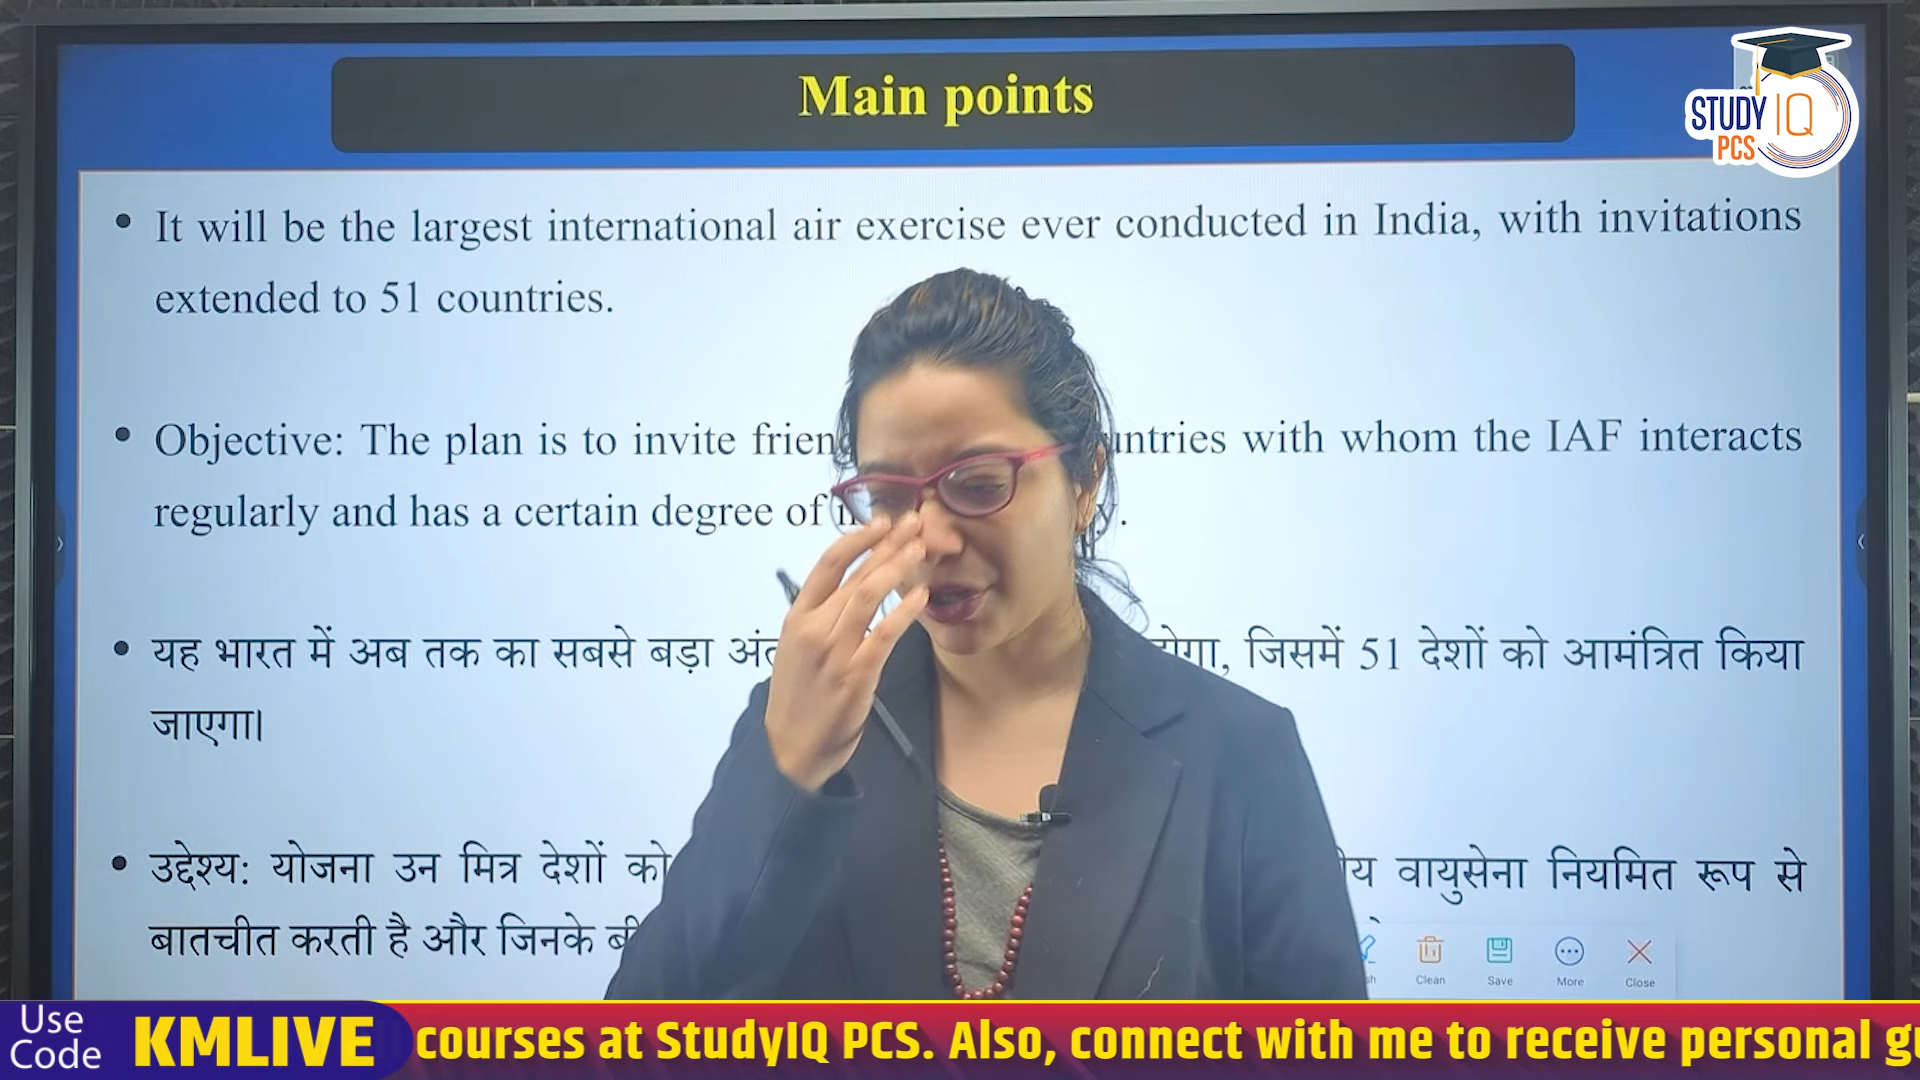 Main points
STUDY IQ
PCS
• It will be the largest international air exercise ever conducted in India, with invitations
extended to 51 countries.
• Objective: The plan is to invite with whom the IAF interacts
regularly and has a certain degree of
• यह भारत में अब तक का सबसे बड़ा जिसमें 51 देशों को आमंत्रित किया
जाएगा।
• उद्देश्य: योजना उन मित्र देशों को वायुसेना नियमित रूप से
बातचीत करती है और जिनके
Clean
Save
More
Close
Use
Code
KMLIVE
courses at StudyIQ PCS. Also, connect with me to receive personal